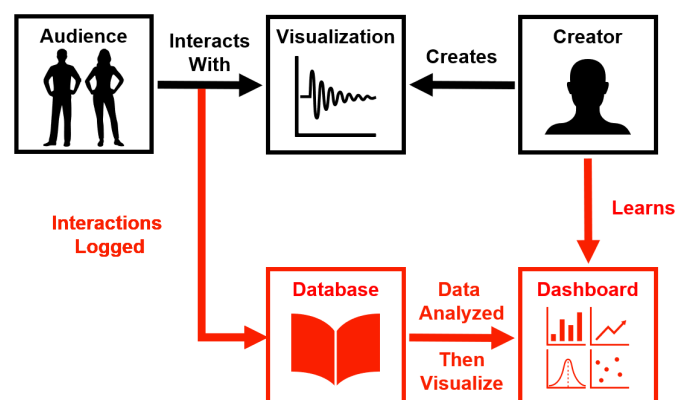 Audience
Interacts
With
Visualization
Creates
Creator
Interactions
Logged
Learns
Database
Data
Analyzed
Then
Visualize
Dashboard